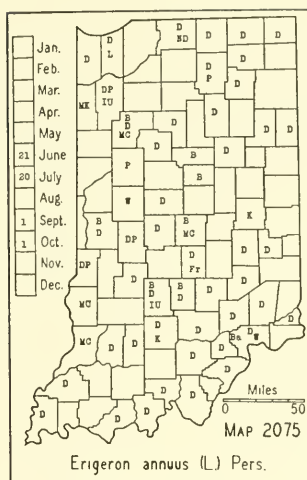 Jan.
Feb.
Mar.
Apr.
May
21 June
20 July
Aug.
1 Sept.
1 Oct.
Nov.
Dec.
D D
D L ND D D
D D
P
MK DP
IU
B
D
MC
D
D D D
D
B
P B
W D
B
D DP
B
MC K
D
Fr
D D
DP D
B
D
IU
B
D
MC
D
K
D
D D W
Ba
MC D D
D
D D
D D D D D
Miles
0 50
MAP 2075
Erigeron annuus (L.) Pers.